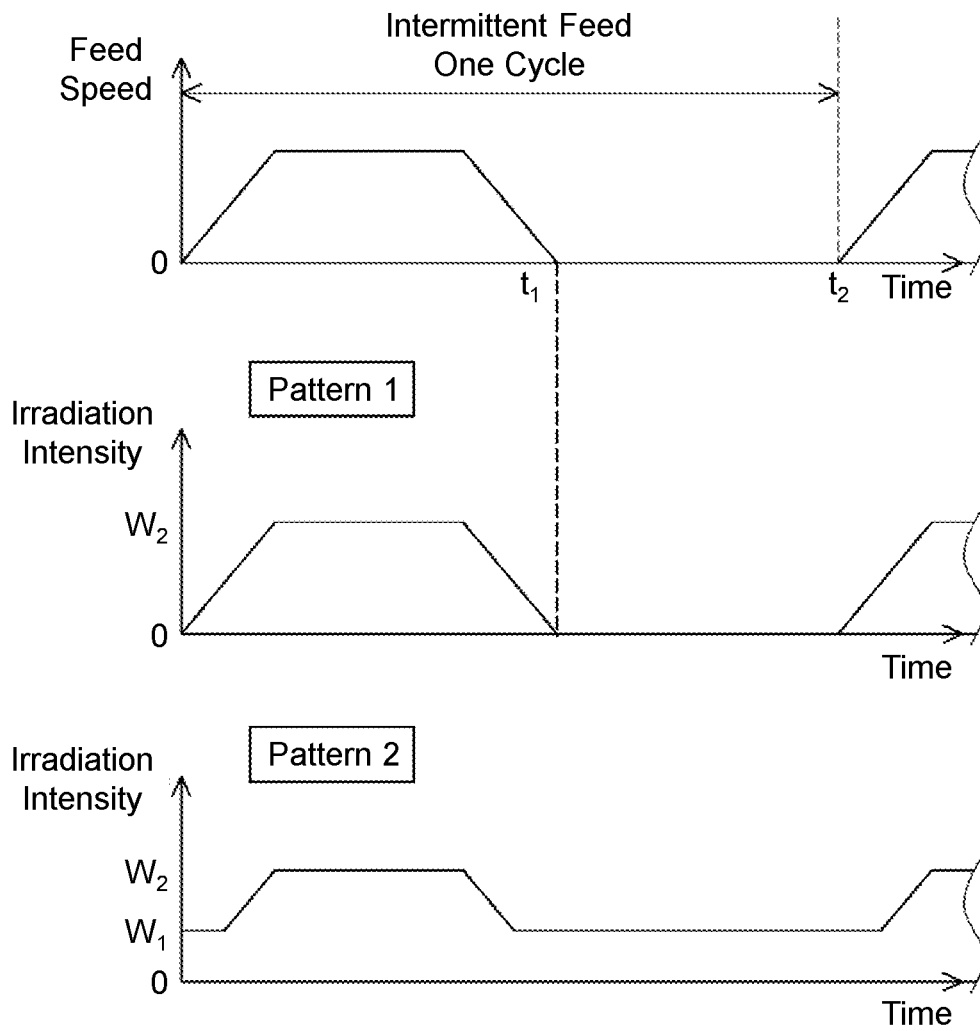 Intermittent Feed
One Cycle
Feed
Speed
0
t1
t2
Time
Pattern 1
Irradiation
Intensity
W2
0
Time
Pattern 2
Irradiation
Intensity
W2
W1
0
Time